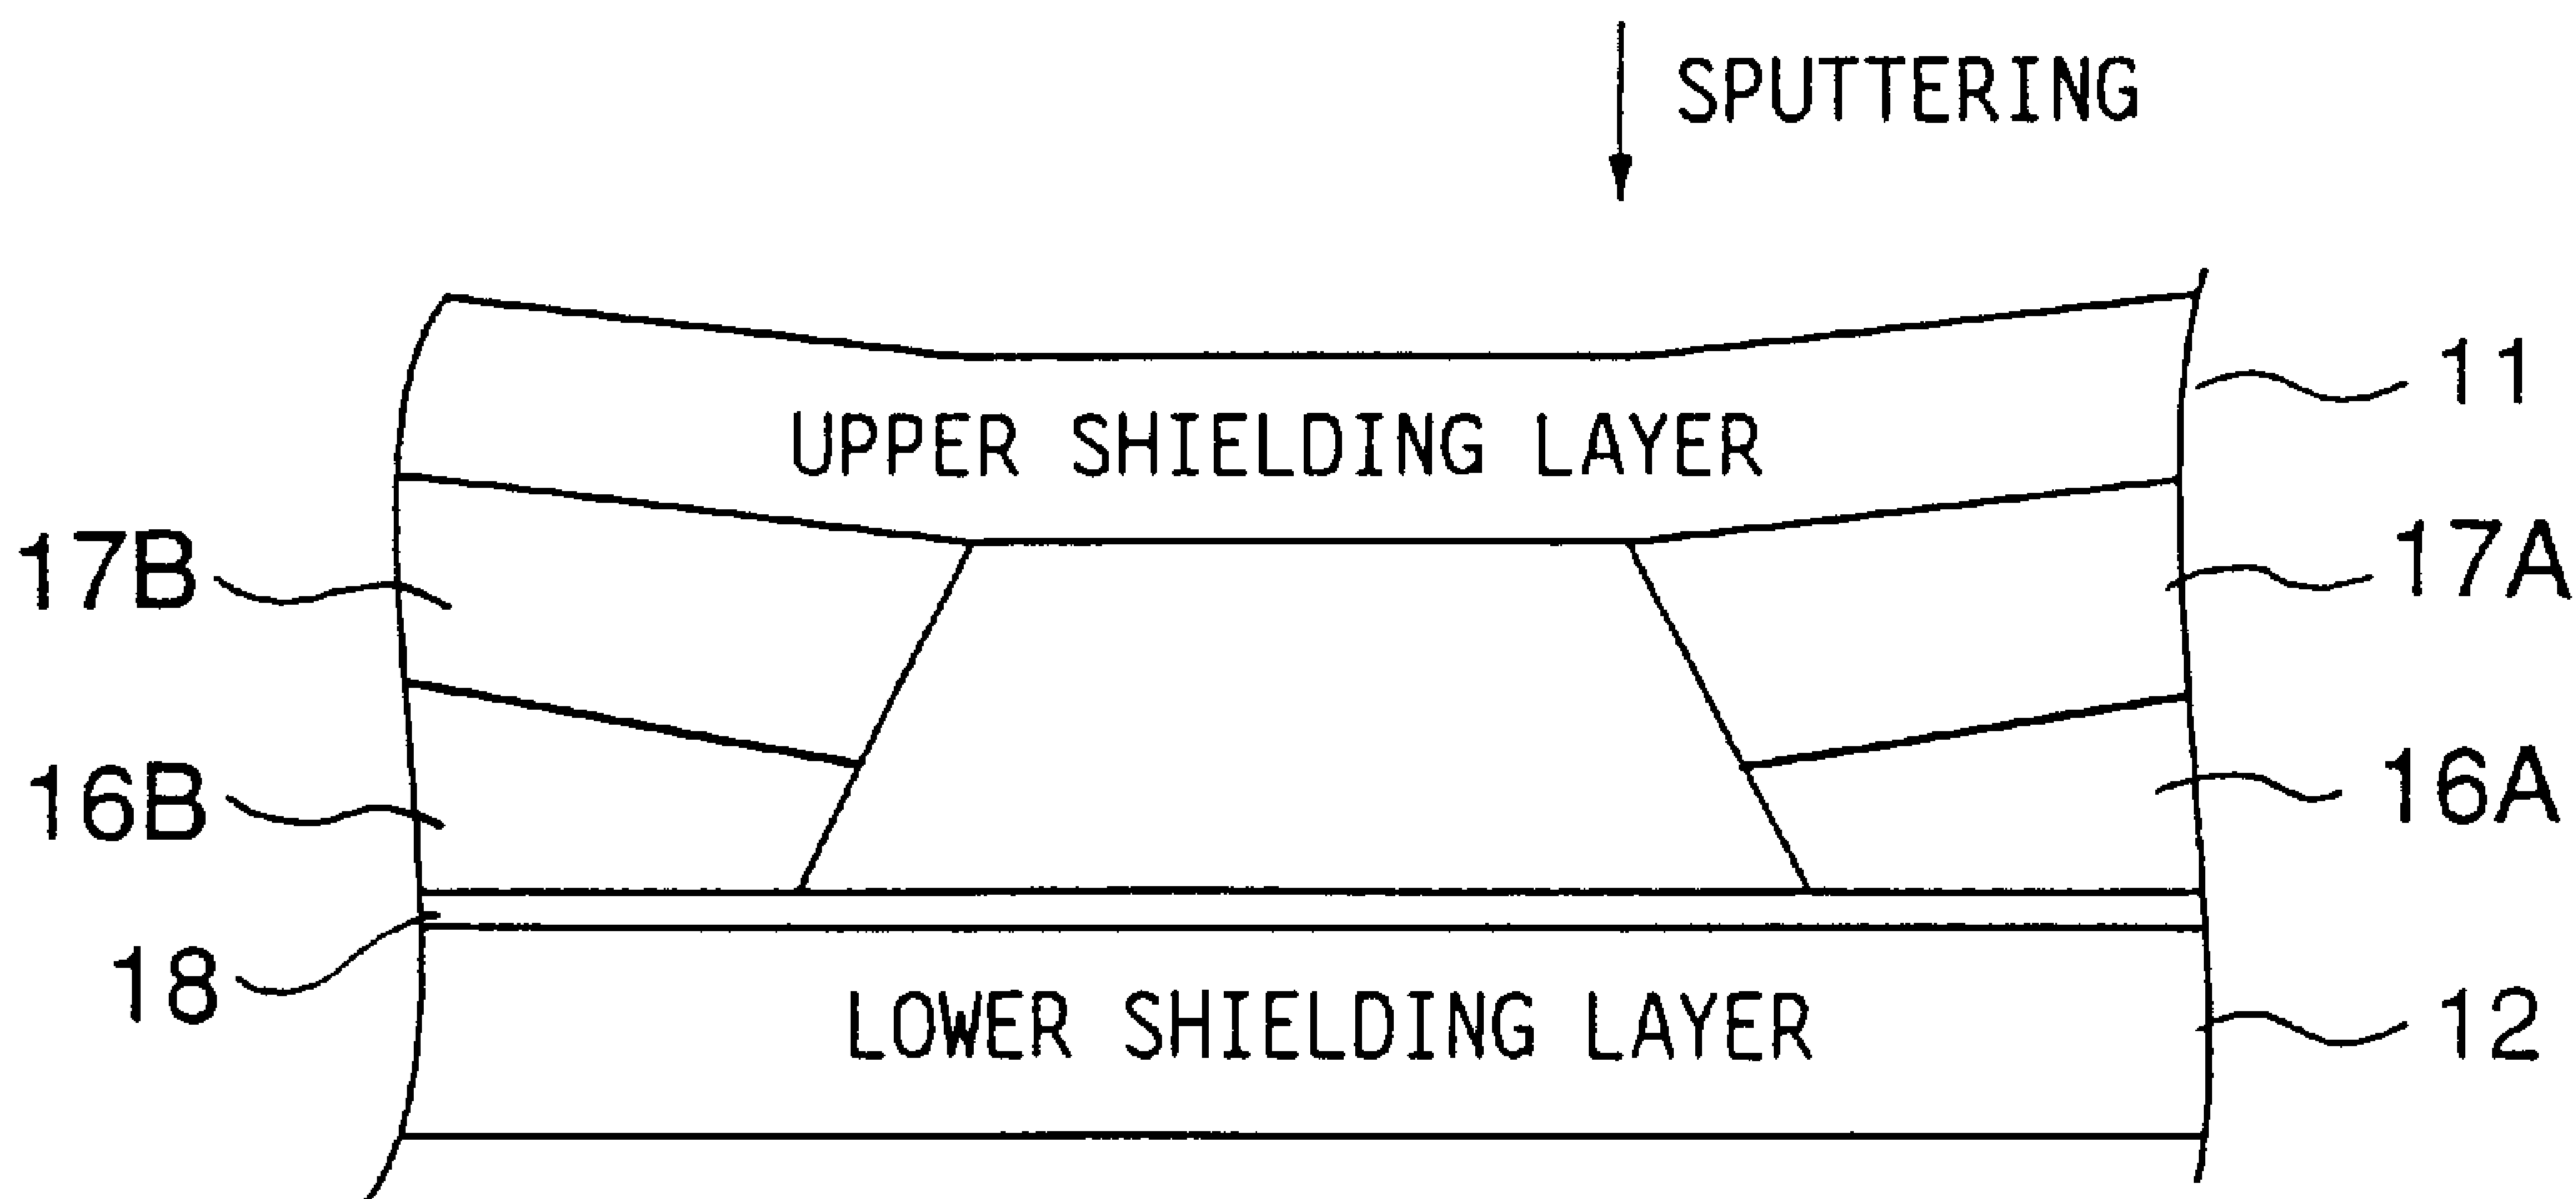 SPUTTERING
11
UPPER SHIELDING LAYER
17B
17A
16B
16A
18
LOWER SHIELDING LAYER
12